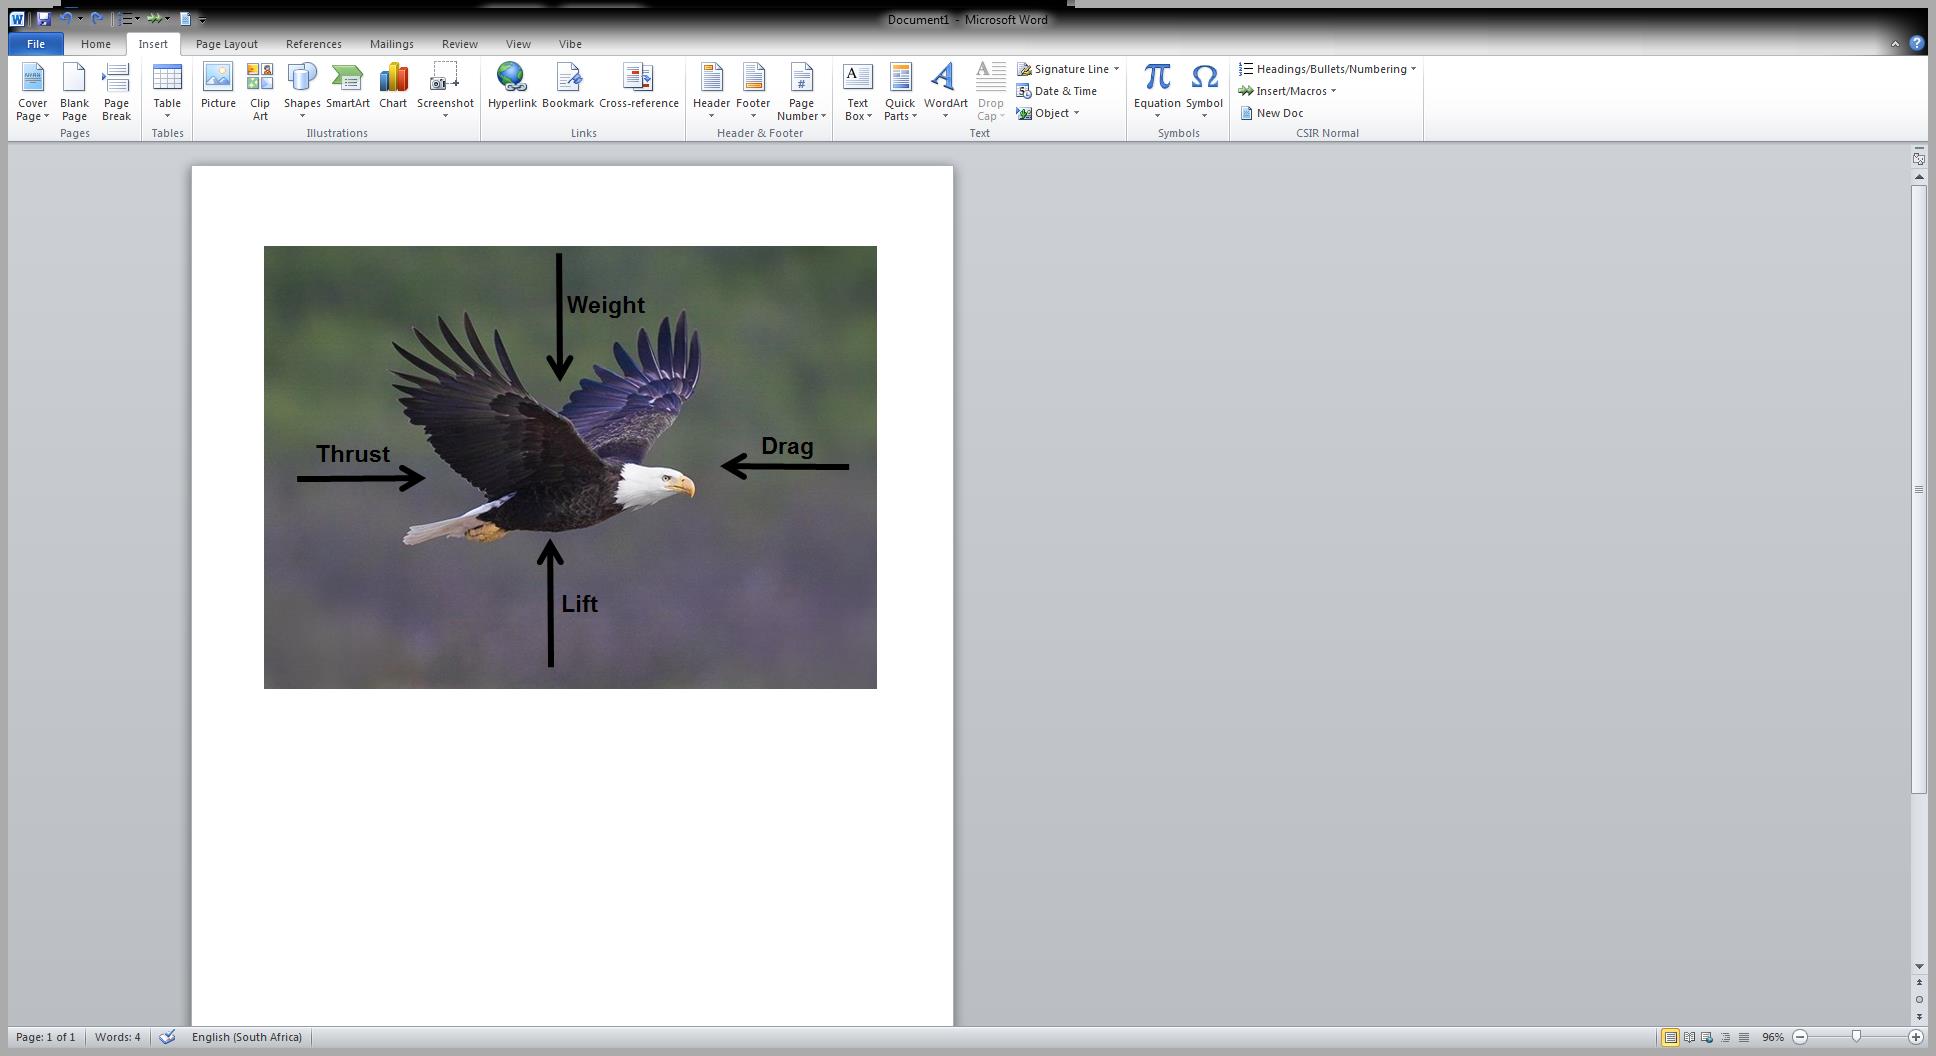 Document1 - Microsoft Word
File Home Insert Page Layout References Mailings Review View Vibe
Cover Page
Blank Page
Page Break
Pages
Table
Tables
Picture
Clip Art
Shapes
SmartArt
Chart
Screenshot
Illustrations
Hyperlink
Bookmark
Cross-reference
Links
Header
Footer
Page Number
Header & Footer
Text Box
Quick Parts
WordArt
Drop Cap
Signature Line
Date & Time
Object
Text
Equation
Symbol
Symbols
Headings/Bullets/Numbering
Insert/Macros
New Doc
CSIR Normal
Weight
Thrust
Drag
Lift
Page: 1 of 1 Words: 4 English (South Africa) 96%